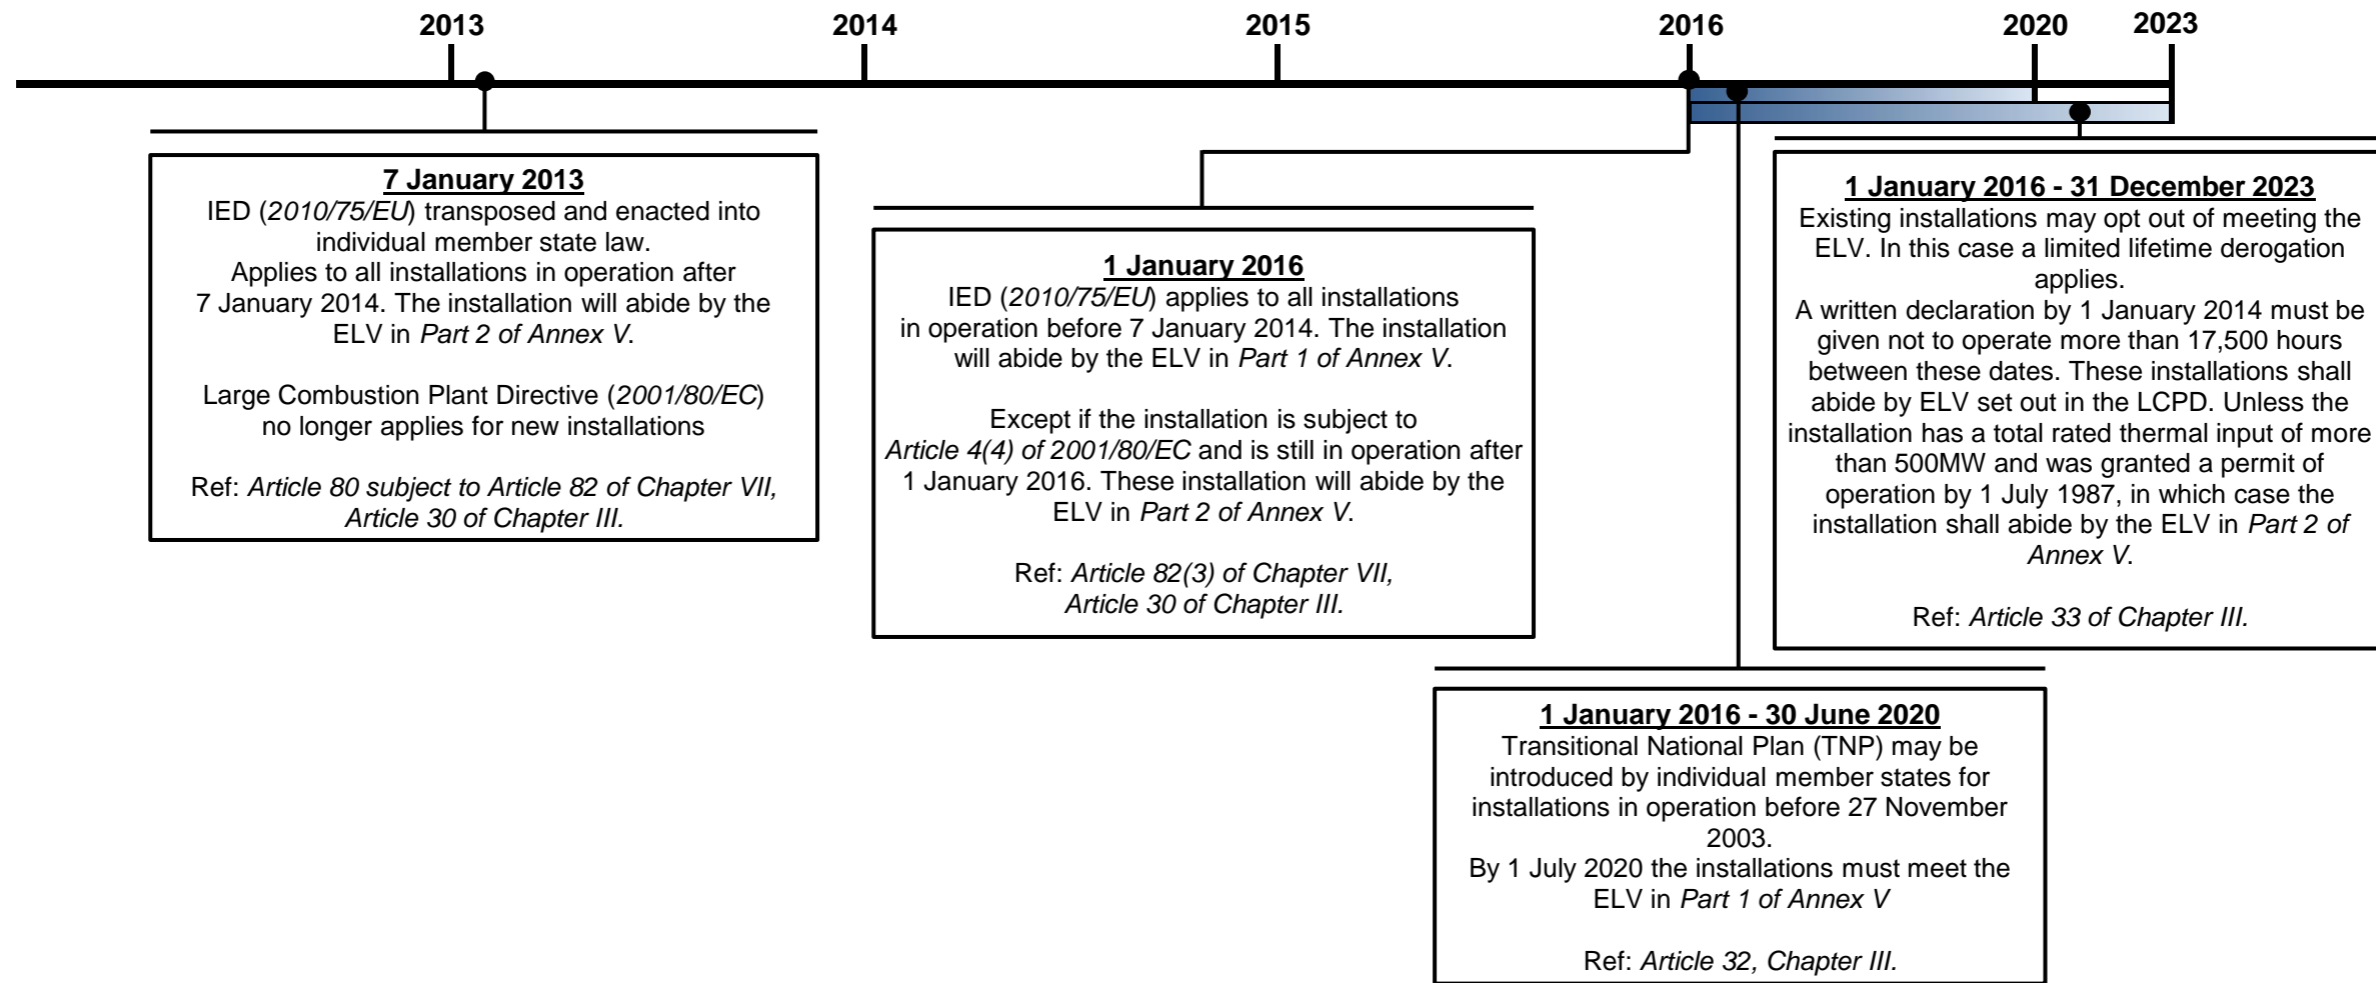 2013
2014
2015
2016
2020
2023
7 January 2013
IED (2010/75/EU) transposed and enacted into
individual member state law.
Applies to all installations in operation after
7 January 2014. The installation will abide by the
ELV in Part 2 of Annex V.
Large Combustion Plant Directive (2001/80/EC)
no longer applies for new installations
Ref: Article 80 subject to Article 82 of Chapter VII,
Article 30 of Chapter III.
1 January 2016
IED (2010/75/EU) applies to all installations
in operation before 7 January 2014. The installation
will abide by the ELV in Part 1 of Annex V.
Except if the installation is subject to
Article 4(4) of 2001/80/EC and is still in operation after
1 January 2016. These installation will abide by the
ELV in Part 2 of Annex V.
Ref: Article 82(3) of Chapter VII,
Article 30 of Chapter III.
1 January 2016 - 31 December 2023
Existing installations may opt out of meeting the
ELV. In this case a limited lifetime derogation
applies.
A written declaration by 1 January 2014 must be
given not to operate more than 17,500 hours
between these dates. These installations shall
abide by ELV set out in the LCPD. Unless the
installation has a total rated thermal input of more
than 500MW and was granted a permit of
operation by 1 July 1987, in which case the
installation shall abide by the ELV in Part 2 of
Annex V.
Ref: Article 33 of Chapter III.
1 January 2016 - 30 June 2020
Transitional National Plan (TNP) may be
introduced by individual member states for
installations in operation before 27 November
2003.
By 1 July 2020 the installations must meet the
ELV in Part 1 of Annex V
Ref: Article 32, Chapter III.